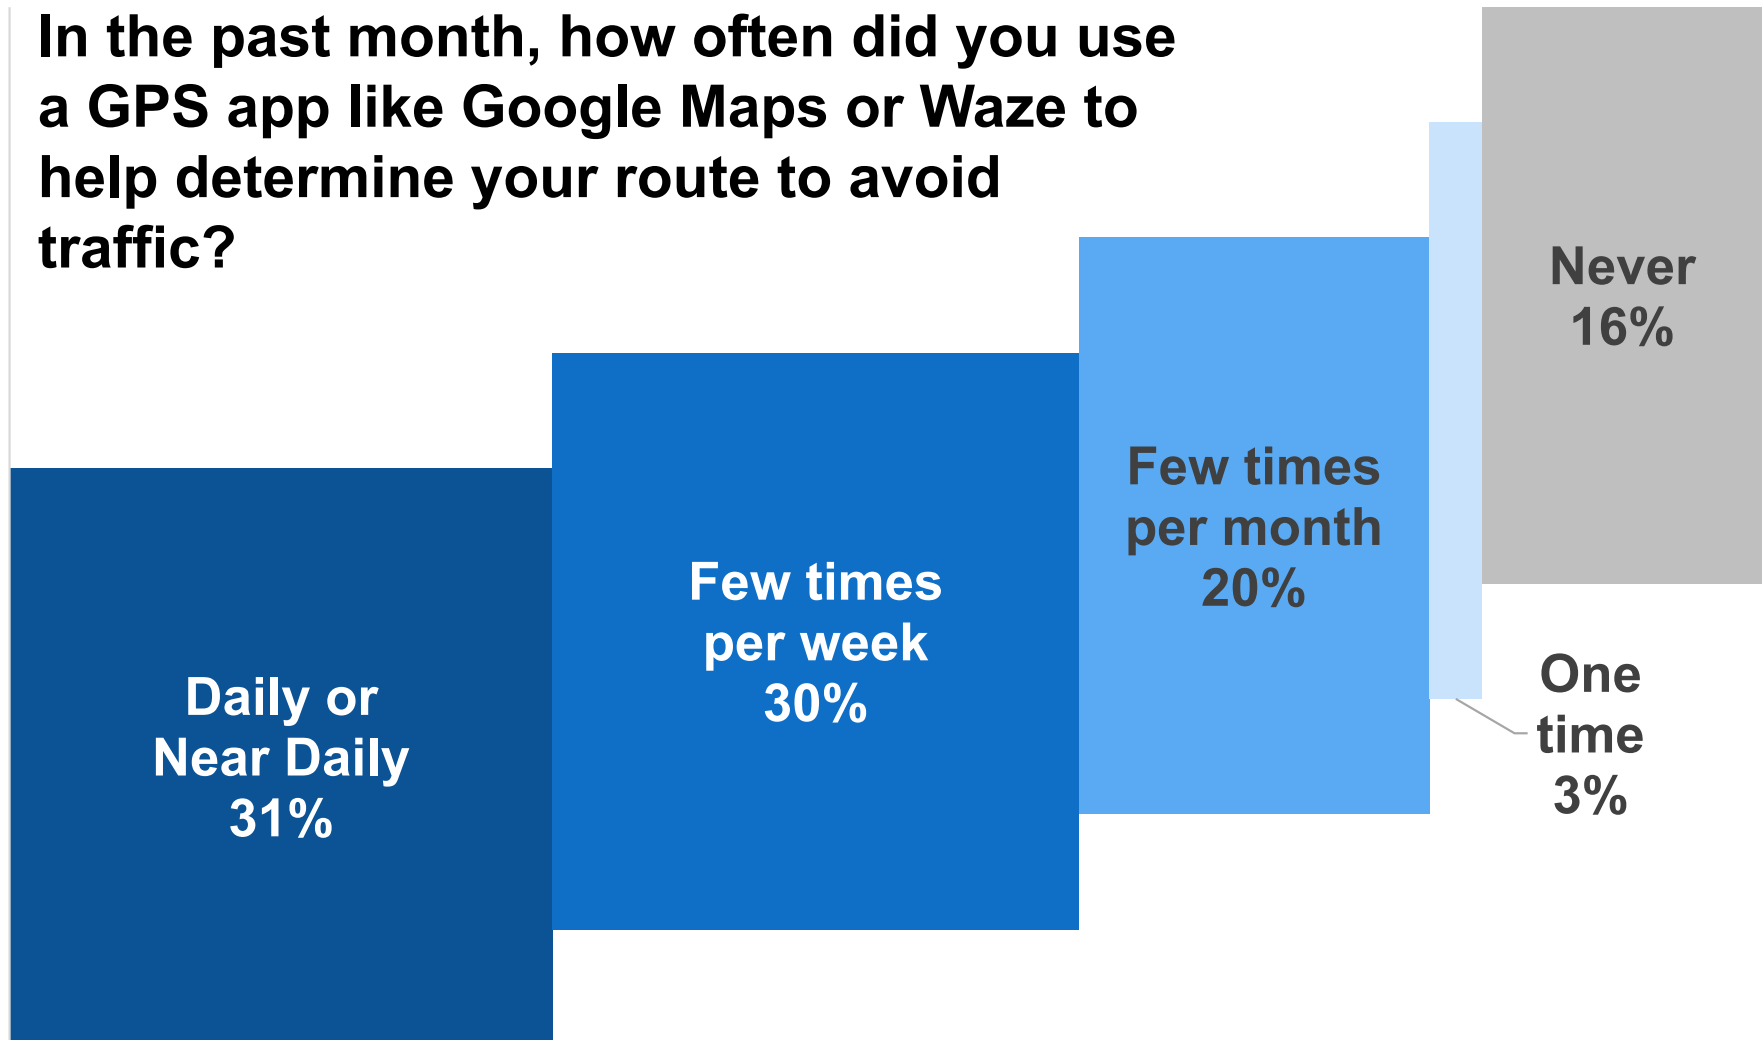 In the past month, how often did you use
a GPS app like Google Maps or Waze to
help determine your route to avoid
traffic?
Daily or
Near Daily
31%
Few times
per week
30%
Few times
per month
20%
One
time
3%
Never
16%